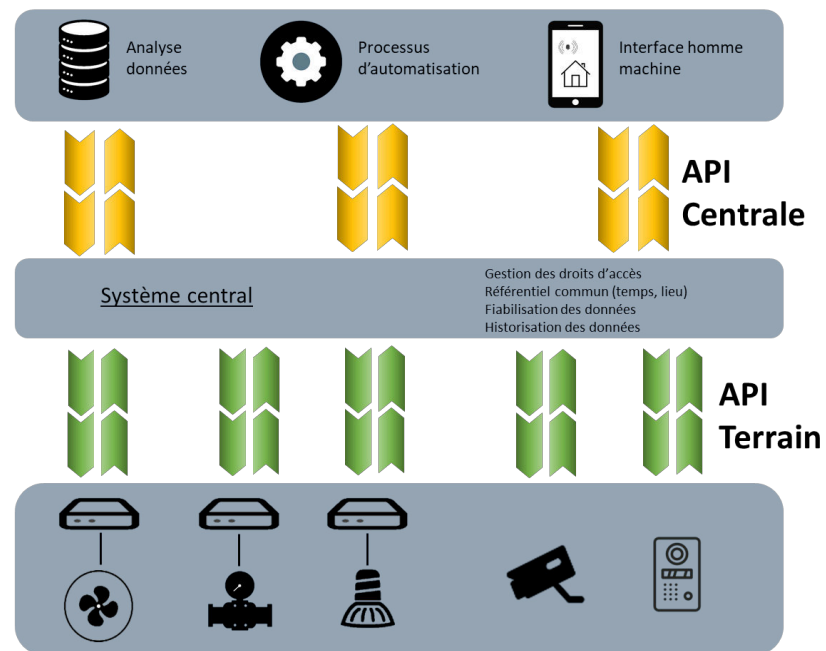 Analyse
données
Processus
d'automatisation
Interface homme
machine
API
Centrale
Système central
Gestion des droits d'accès
Référentiel commun (temps, lieu)
Fiabilisation des données
Historisation des données
API
Terrain